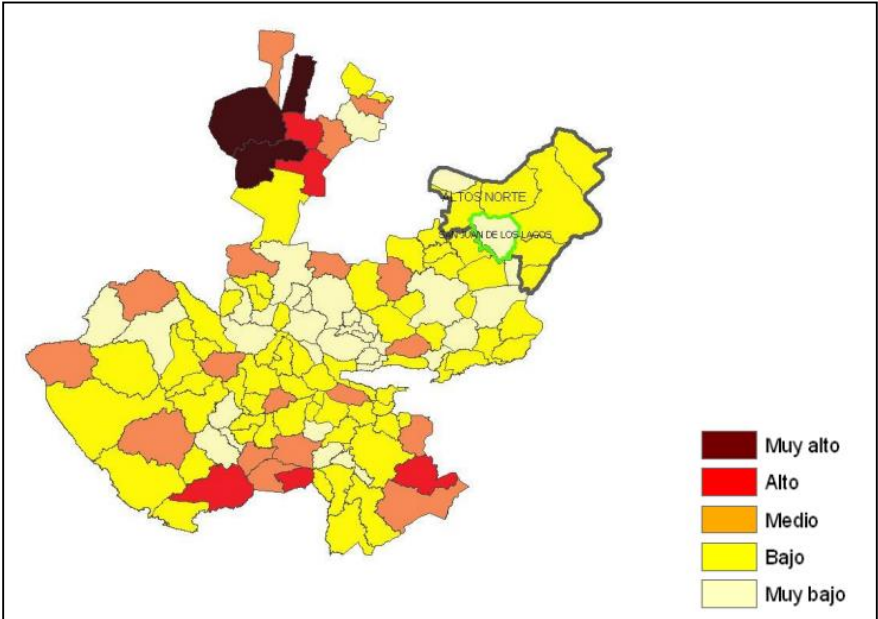 ALTOS NORTE
SAN JUAN DE LOS LAGOS
Muy alto
Alto
Medio
Bajo
Muy bajo